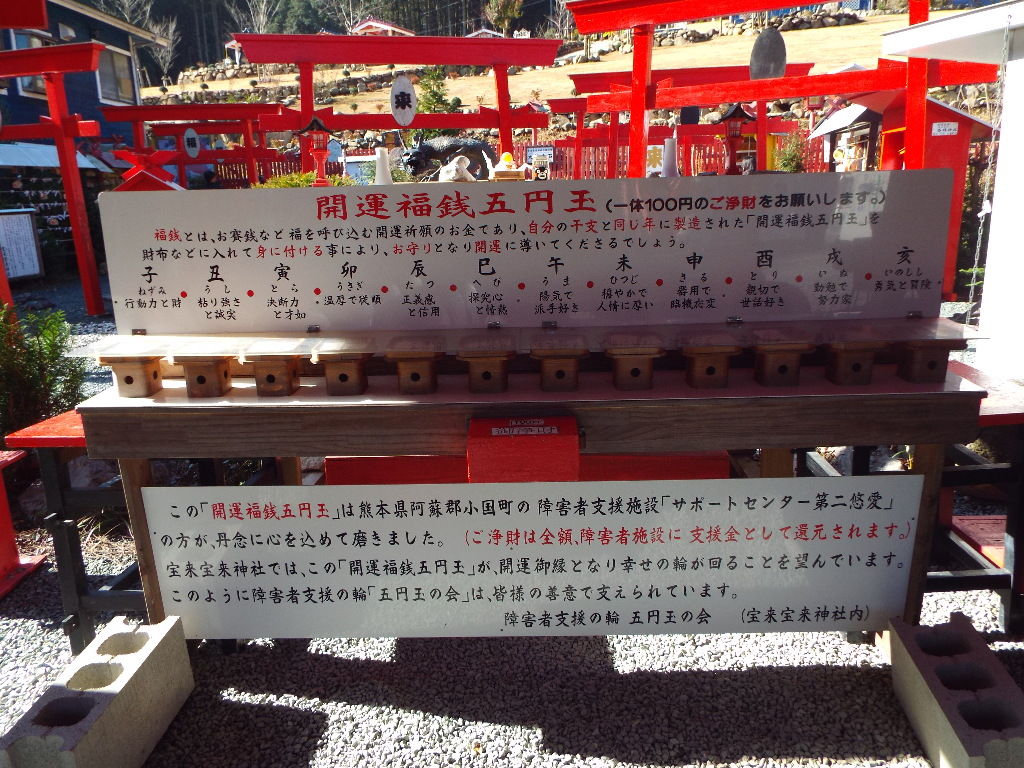 来
福
開運福銭五円玉(一体100円のご浄財をお願いします。)
福銭とは、お賽銭など福を呼び込む開運祈願のお金であり、自分の干支と同じ年に製造された「開運福銭五円玉」を
財布などに入れて身に付ける事により、お守りとなり開運に導いてくださるでしょう。
子 丑 寅 卯 辰 巳 午 未 申 酉 戌 亥
ねずみ うし とら うさぎ たつ へび うま ひつじ さる とり いぬ いのしし
行動力と財 粘り強さ 決断力 温厚で従順 正義感 探究心 陽気で 穏やかで 器用で 親切で 勤勉で 勇気と冒険
と誠実 と才知 と信用 と情熱 派手好き 人情に厚い 臨機応変 世話好き 努力家
この「開運福銭五円玉」は熊本県阿蘇郡小国町の 障害者支援施設「サポートセンター第二悠愛」
の方が、丹念に心を込めて磨きました。(ご浄財は全額、障害者施設に 支援金として還元されます。)
宝来宝来神社では、この「開運福銭五円玉」が、開運御縁となり幸せの輪が回ることを望んでいます。
このように障害者支援の輪「五円玉の会」は、皆様の善意で支えられています。
障害者支援の輪 五円玉の会 (宝来宝来神社内)